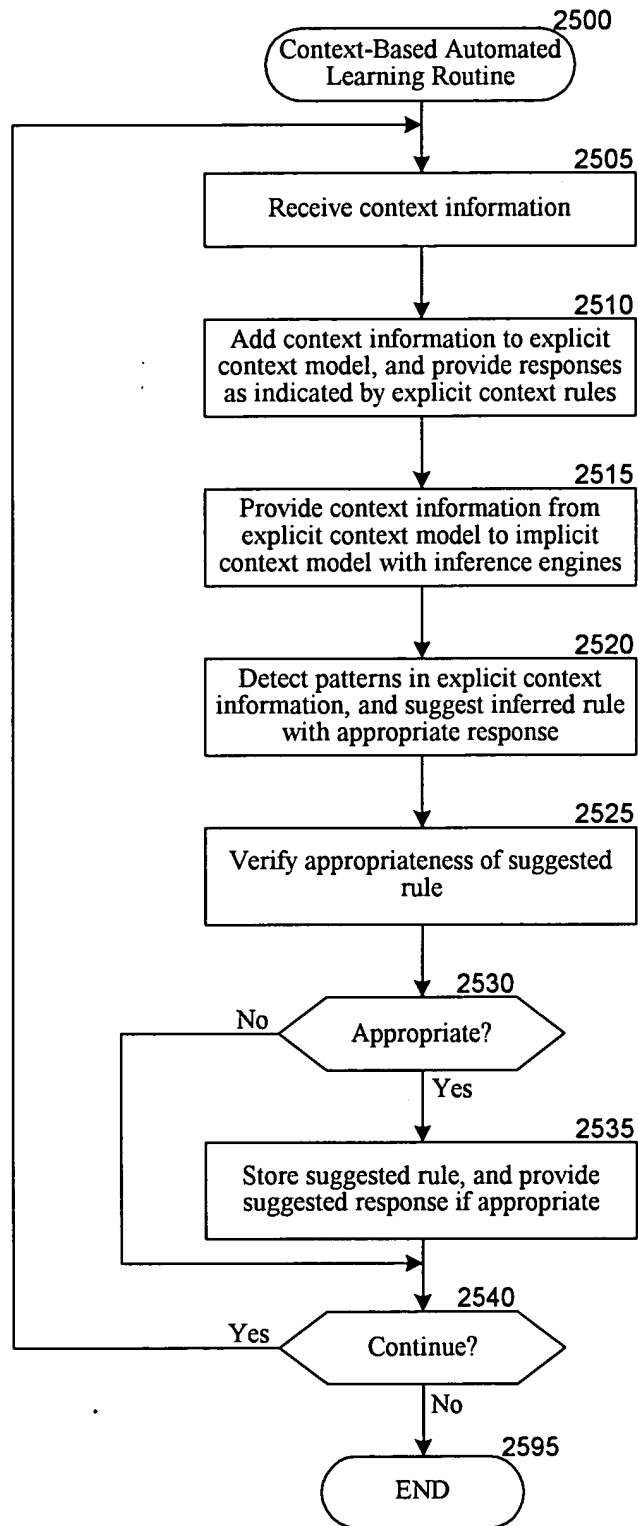 2500
Context-Based Automated
Learning Routine
2505
Receive context information
2510
Add context information to explicit
context model, and provide responses
as indicated by explicit context rules
2515
Provide context information from
explicit context model to implicit
context model with inference engines
2520
Detect patterns in explicit context
information, and suggest inferred rule
with appropriate response
2525
Verify appropriateness of suggested
rule
2530
No
Appropriate?
Yes
2535
Store suggested rule, and provide
suggested response if appropriate
2540
Yes
Continue?
No
2595
END